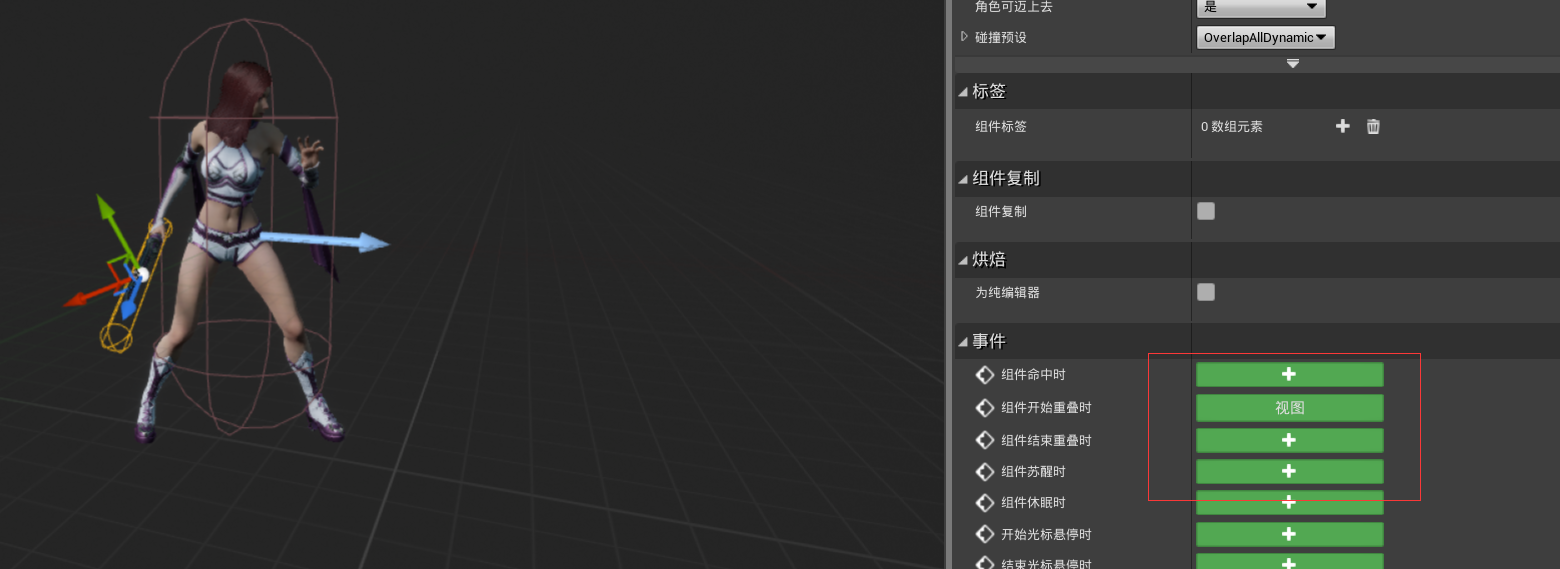 角色可迈上去 是
碰撞预设 OverlapAllDynamic
标签
组件标签 0 数组元素
组件复制
组件复制
烘焙
为纯编辑器
事件
组件命中时
组件开始重叠时 视图
组件结束重叠时
组件苏醒时
组件休眠时
开始光标悬停时
结束光标悬停时